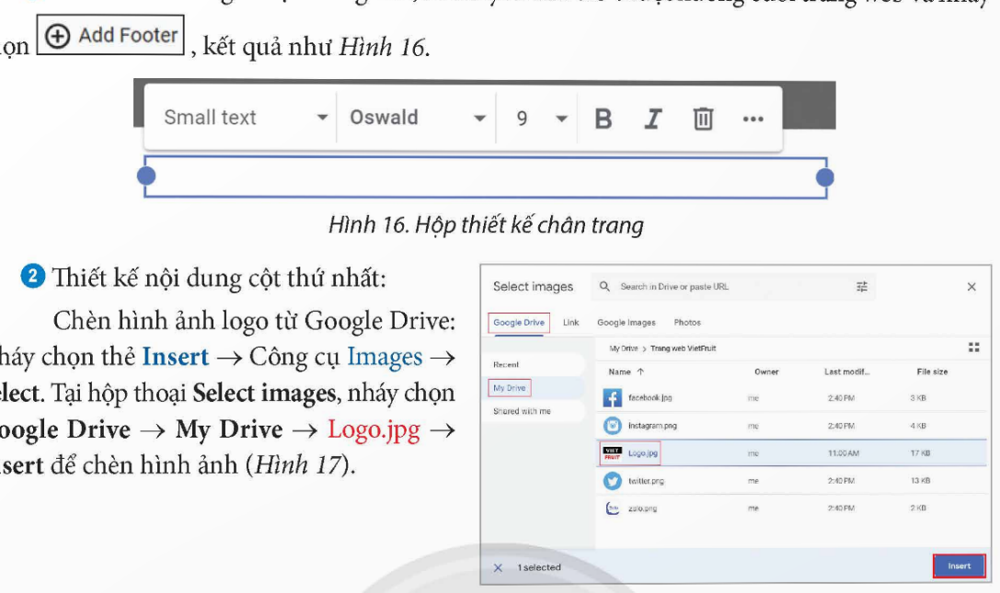 cuối trang web và nháy
ọn ⊕ Add Footer , kết quả như Hình 16.
Small text Oswald 9 B I
Hình 16. Hộp thiết kế chân trang
2 Thiết kế nội dung cột thứ nhất:
Chèn hình ảnh logo từ Google Drive:
háy chọn thẻ Insert → Công cụ Images →
elect. Tại hộp thoại Select images, nháy chọn
oogle Drive → My Drive → Logo.jpg →
sert để chèn hình ảnh (Hình 17).
Select images Search in Drive or paste URL
Google Drive Link Google Images Photos
My Drive > Trang web VietFruit
Recent
My Drive
Shared with me
Name ↑ Owner Last modif... File size
facebook.jpg me 2:40 PM 3 KB
instagram.png me 2:40 PM 4 KB
VIET FRUIT Logo.jpg me 11:00 AM 17 KB
twitter.png me 2:40 PM 13 KB
zalo.png me 2:40 PM 2 KB
1 selected Insert